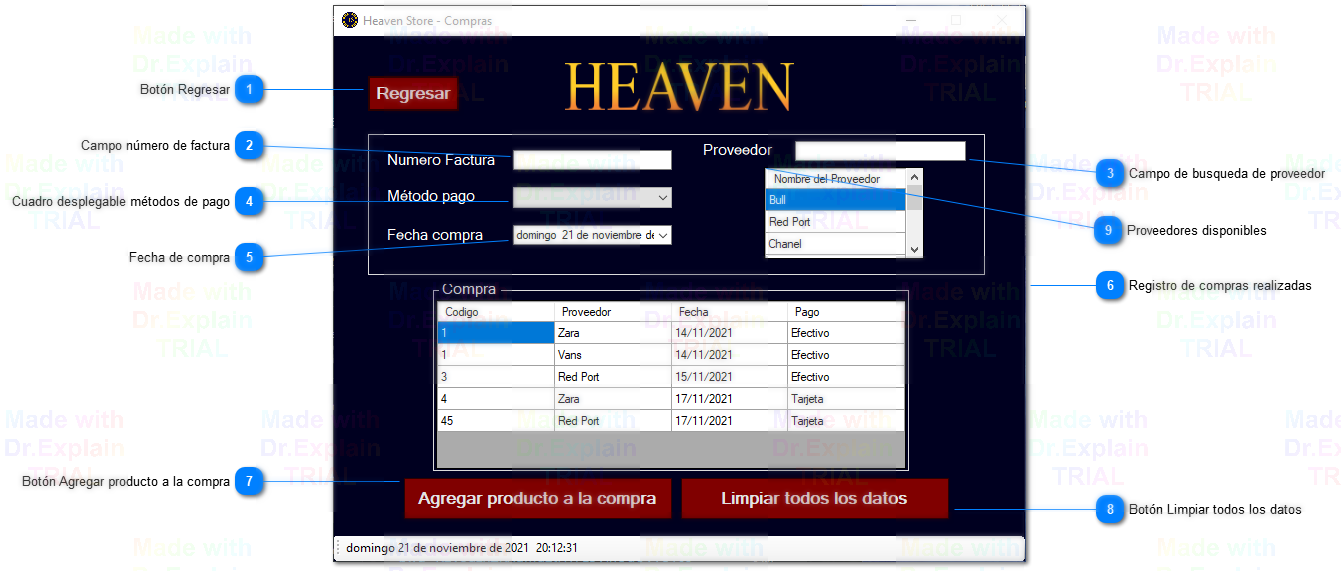 Heaven Store - Compras
HEAVEN
Regresar
Botón Regresar 1
Campo número de factura 2
Cuadro desplegable métodos de pago 4
Fecha de compra 5
Numero Factura
Método pago
Fecha compra domingo 21 de noviembre de
Proveedor
Nombre del Proveedor
Bull
Red Port
Chanel
3 Campo de busqueda de proveedor
9 Proveedores disponibles
6 Registro de compras realizadas
Compra
Codigo Proveedor Fecha Pago
1 Zara 14/11/2021 Efectivo
1 Vans 14/11/2021 Efectivo
3 Red Port 15/11/2021 Efectivo
4 Zara 17/11/2021 Tarjeta
45 Red Port 17/11/2021 Tarjeta
Botón Agregar producto a la compra 7
Agregar producto a la compra
Limpiar todos los datos
8 Botón Limpiar todos los datos
domingo 21 de noviembre de 2021 20:12:31
Made with
Dr.Explain
TRIAL